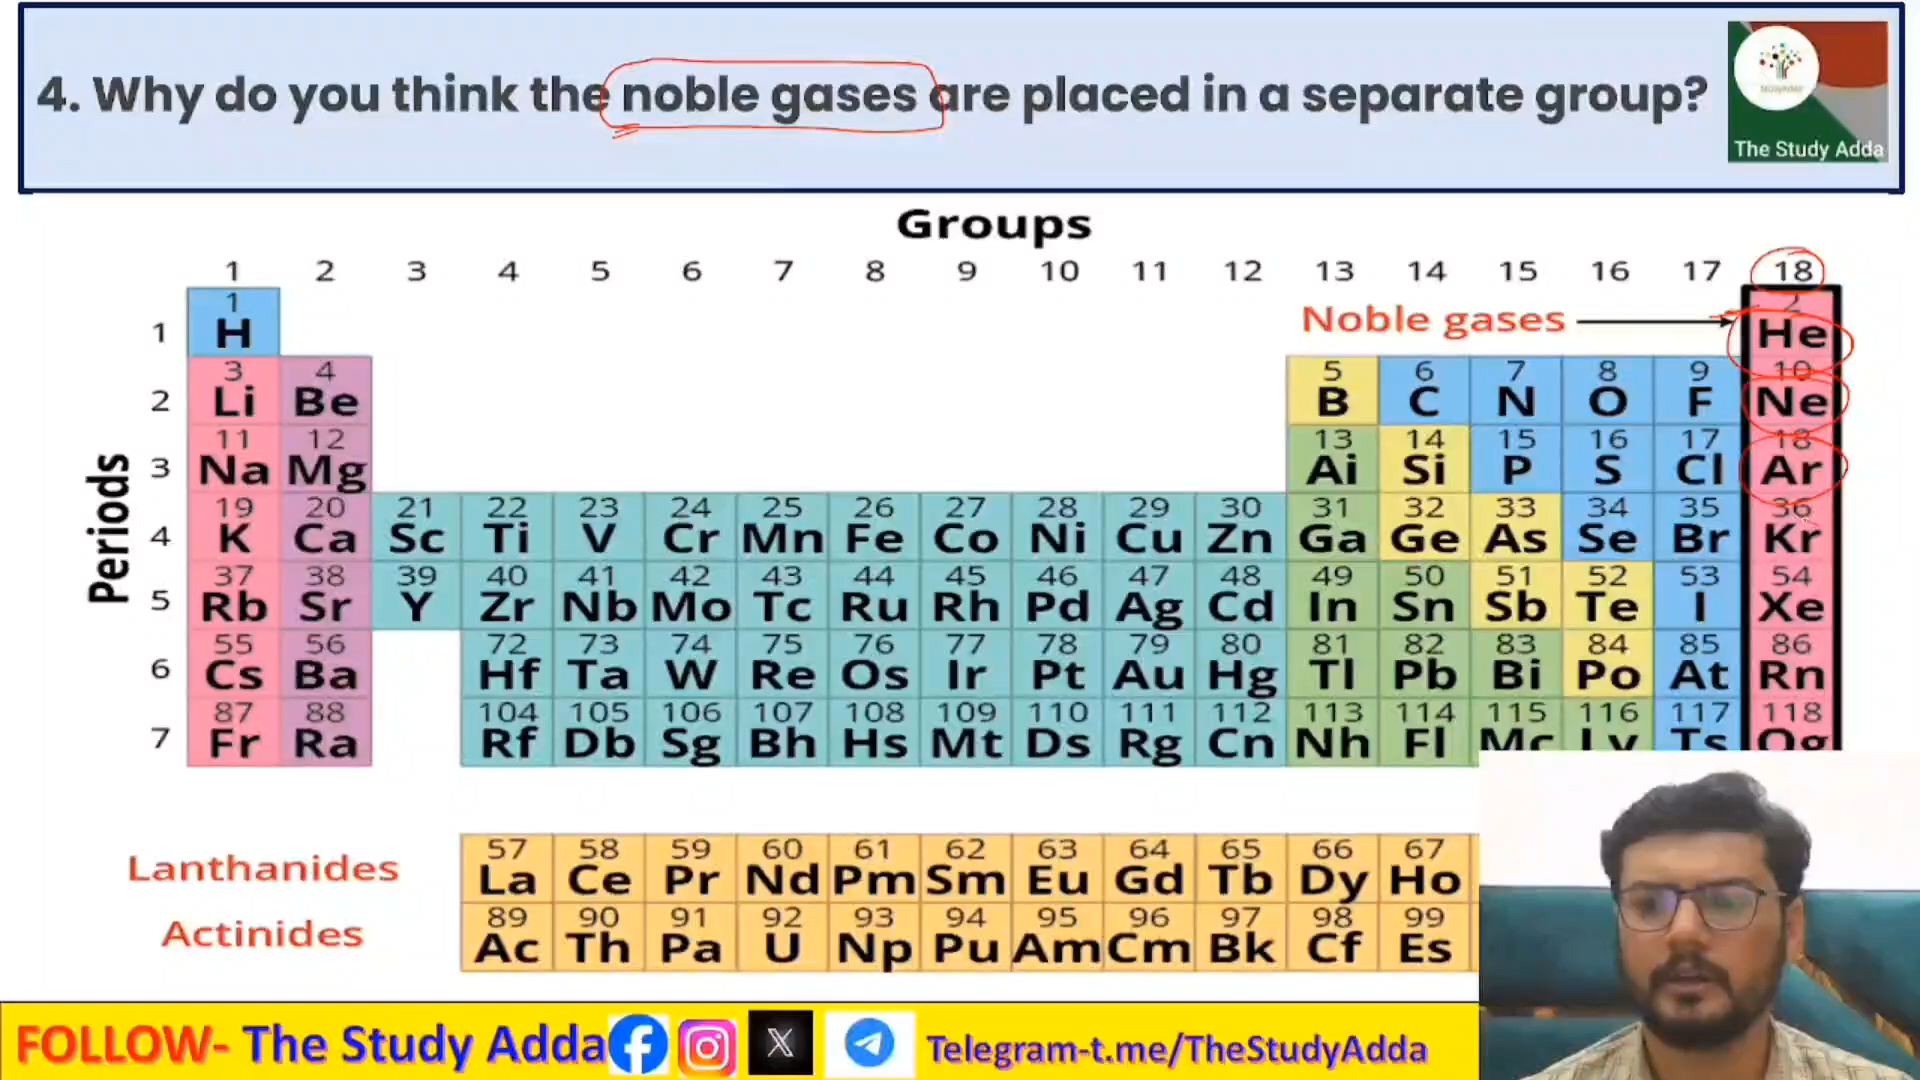 4. Why do you think the noble gases are placed in a separate group?
The Study Adda
Groups
1 2 3 4 5 6 7 8 9 10 11 12 13 14 15 16 17 18
Noble gases
Periods
1 2
1 H He
3 4 5 6 7 8 9 10
2 Li Be B C N O F Ne
11 12 13 14 15 16 17 18
3 Na Mg Ai Si P S Cl Ar
19 20 21 22 23 24 25 26 27 28 29 30 31 32 33 34 35 36
4 K Ca Sc Ti V Cr Mn Fe Co Ni Cu Zn Ga Ge As Se Br Kr
37 38 39 40 41 42 43 44 45 46 47 48 49 50 51 52 53 54
5 Rb Sr Y Zr Nb Mo Tc Ru Rh Pd Ag Cd In Sn Sb Te I Xe
55 56 72 73 74 75 76 77 78 79 80 81 82 83 84 85 86
6 Cs Ba Hf Ta W Re Os Ir Pt Au Hg Tl Pb Bi Po At Rn
87 88 104 105 106 107 108 109 110 111 112 113 114 115 116 117 118
7 Fr Ra Rf Db Sg Bh Hs Mt Ds Rg Cn Nh Fl Mc Lv Ts Og
57 58 59 60 61 62 63 64 65 66 67
Lanthanides La Ce Pr Nd Pm Sm Eu Gd Tb Dy Ho
89 90 91 92 93 94 95 96 97 98 99
Actinides Ac Th Pa U Np Pu Am Cm Bk Cf Es
FOLLOW- The Study Adda Telegram-t.me/TheStudyAdda